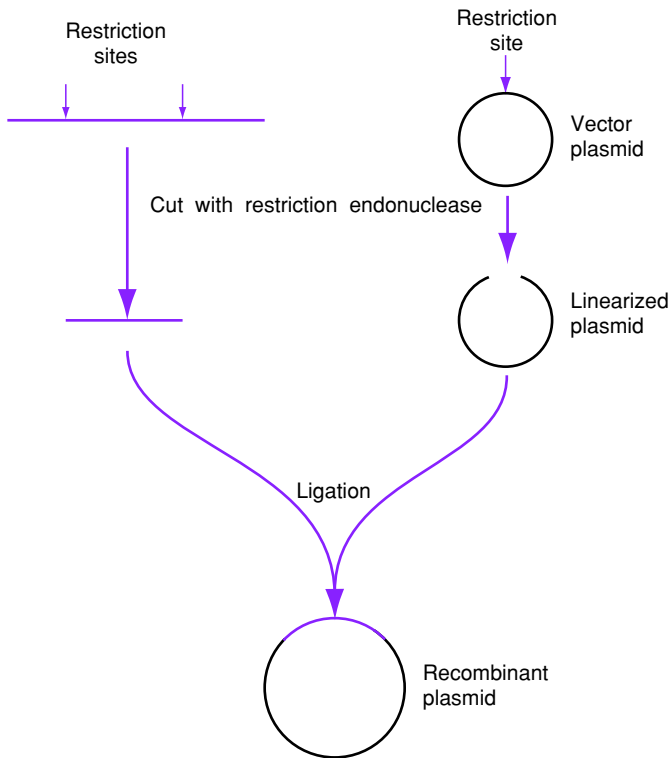 Restriction
sites
Restriction
site
Vector
plasmid
Cut with restriction endonuclease
Linearized
plasmid
Ligation
Recombinant
plasmid